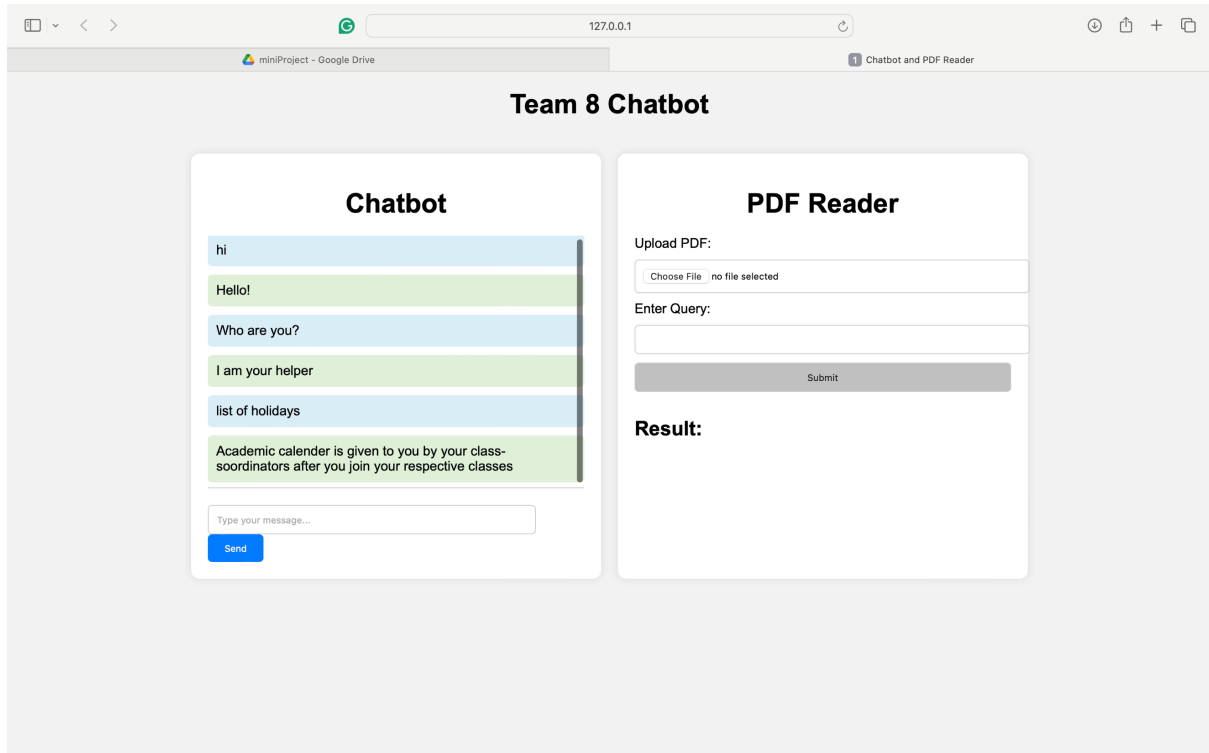 127.0.0.1
miniProject - Google Drive
1 Chatbot and PDF Reader
Team 8 Chatbot
Chatbot
hi
Hello!
Who are you?
I am your helper
list of holidays
Academic calender is given to you by your class-
soordinators after you join your respective classes
Type your message...
Send
PDF Reader
Upload PDF:
Choose File no file selected
Enter Query:
Submit
Result: